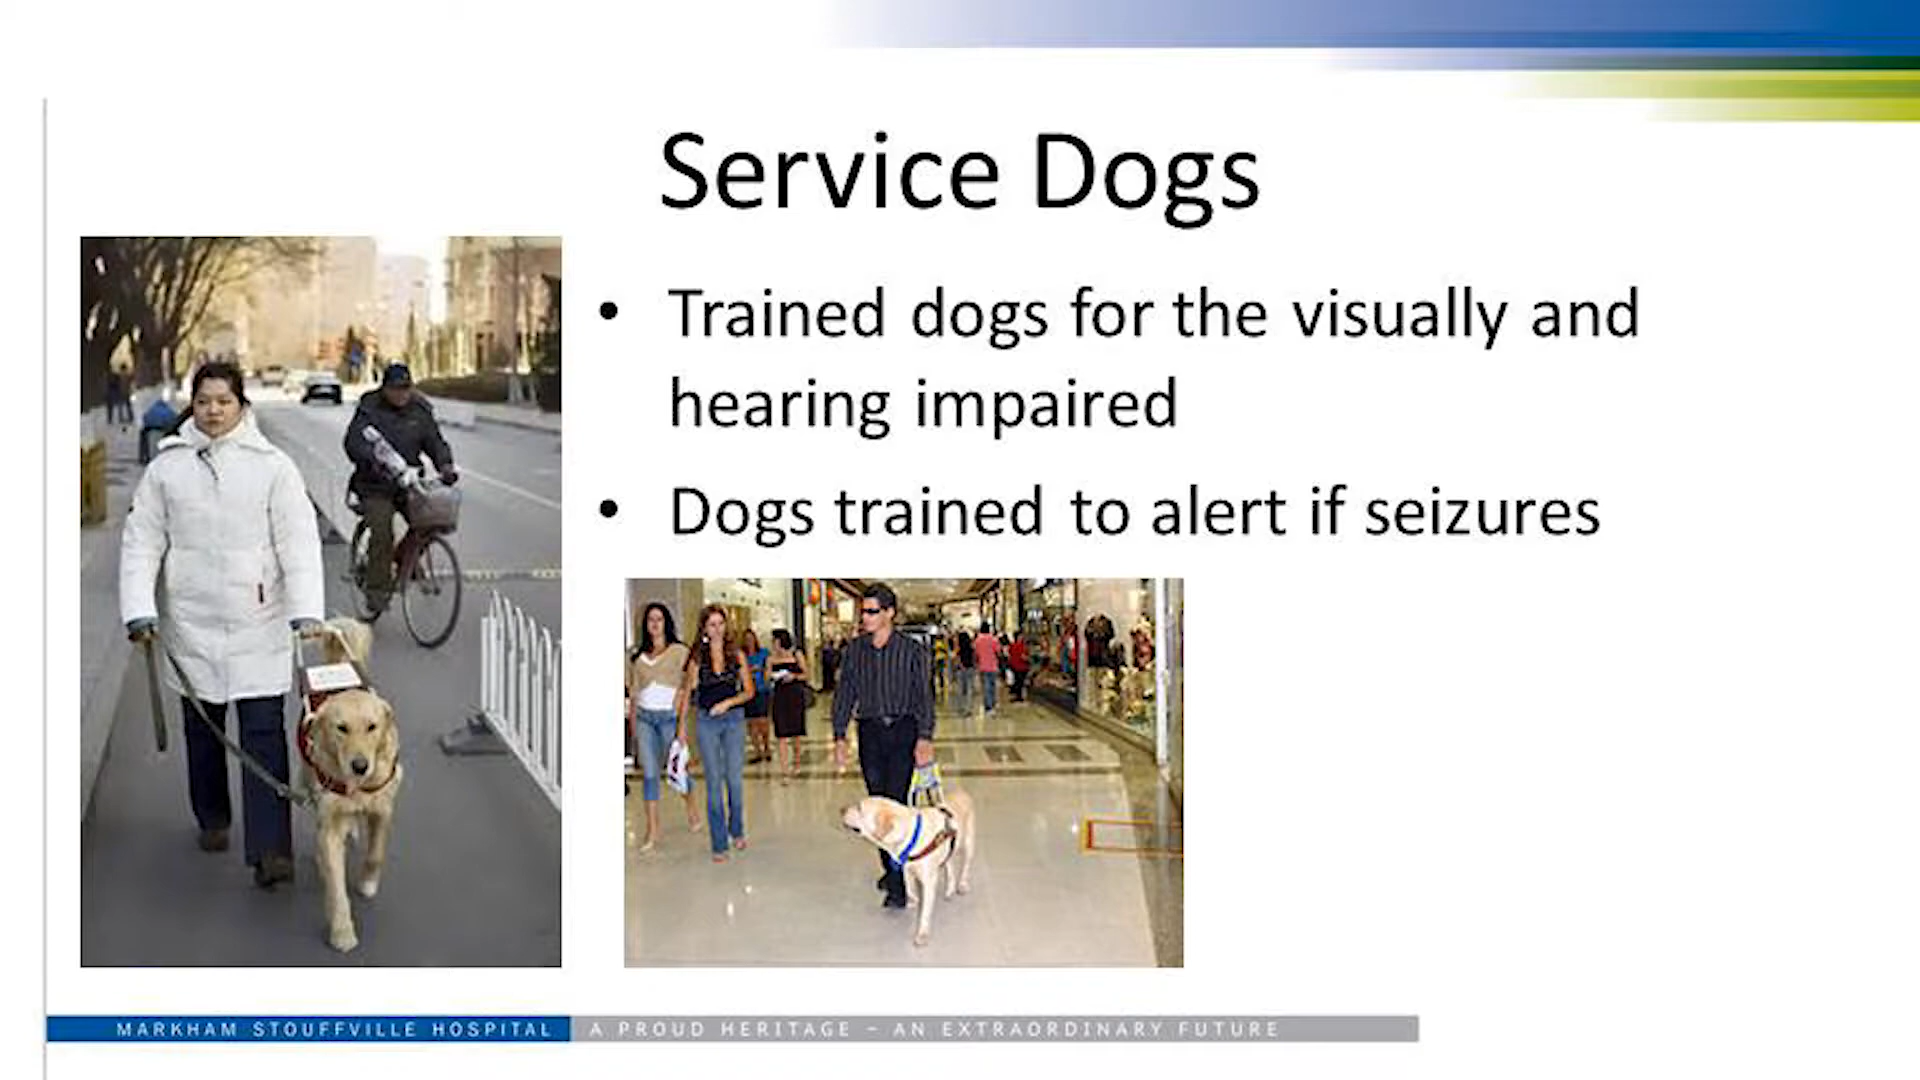 Service Dogs
• Trained dogs for the visually and
hearing impaired
• Dogs trained to alert if seizures
MARKHAM STOUFFVILLE HOSPITAL A PROUD HERITAGE – AN EXTRAORDINARY FUTURE